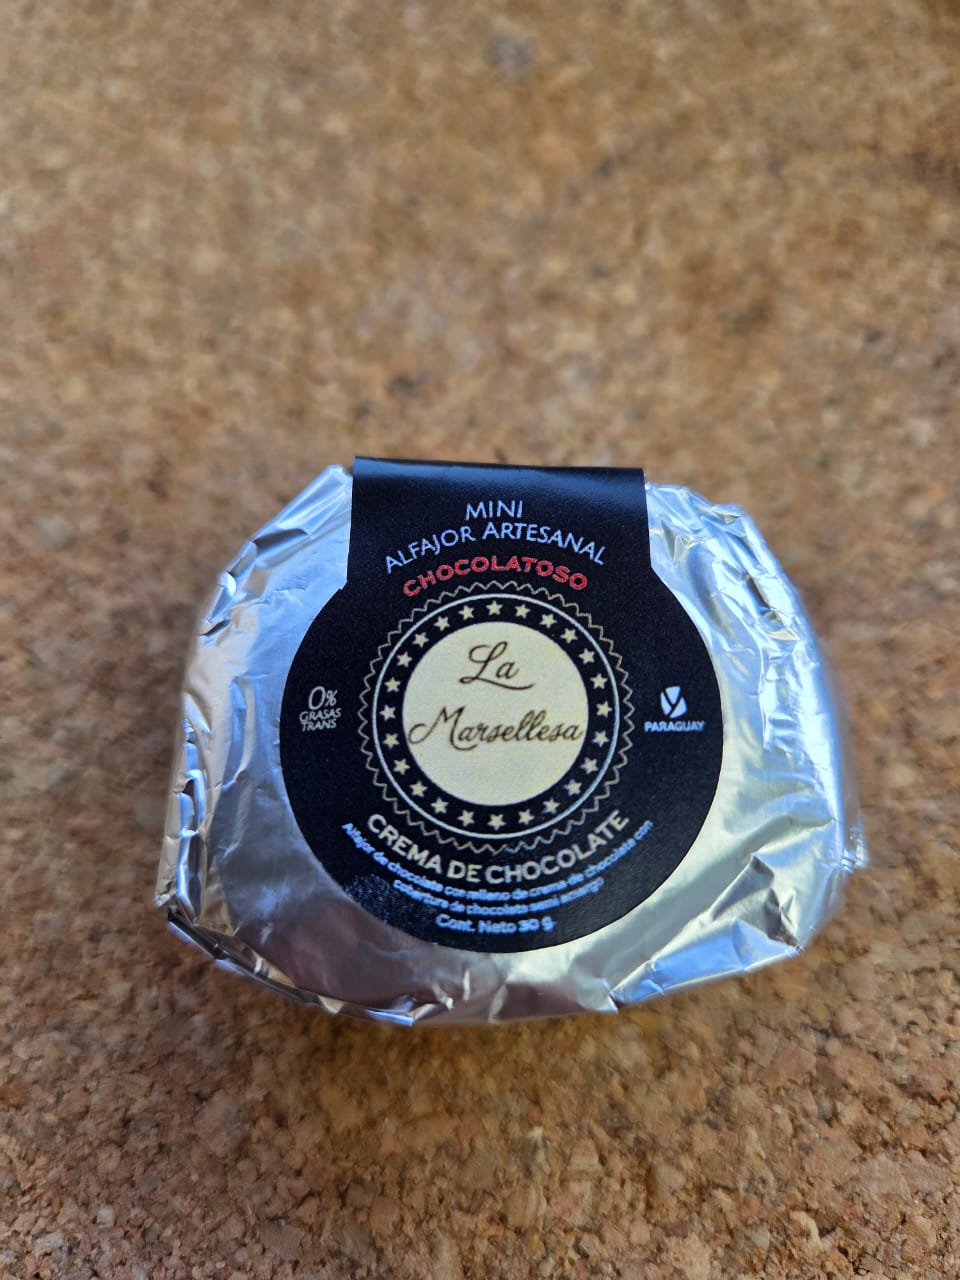 MINI
ALFAJOR ARTESANAL
CHOCOLATOSO
La
Marsellesa
0%
GRASAS
TRANS
PARAGUAY
CREMA DE CHOCOLATE
Alfajor de chocolate con relleno de crema de chocolate con
cobertura de chocolate semi amargo
Cont. Neto 30 g